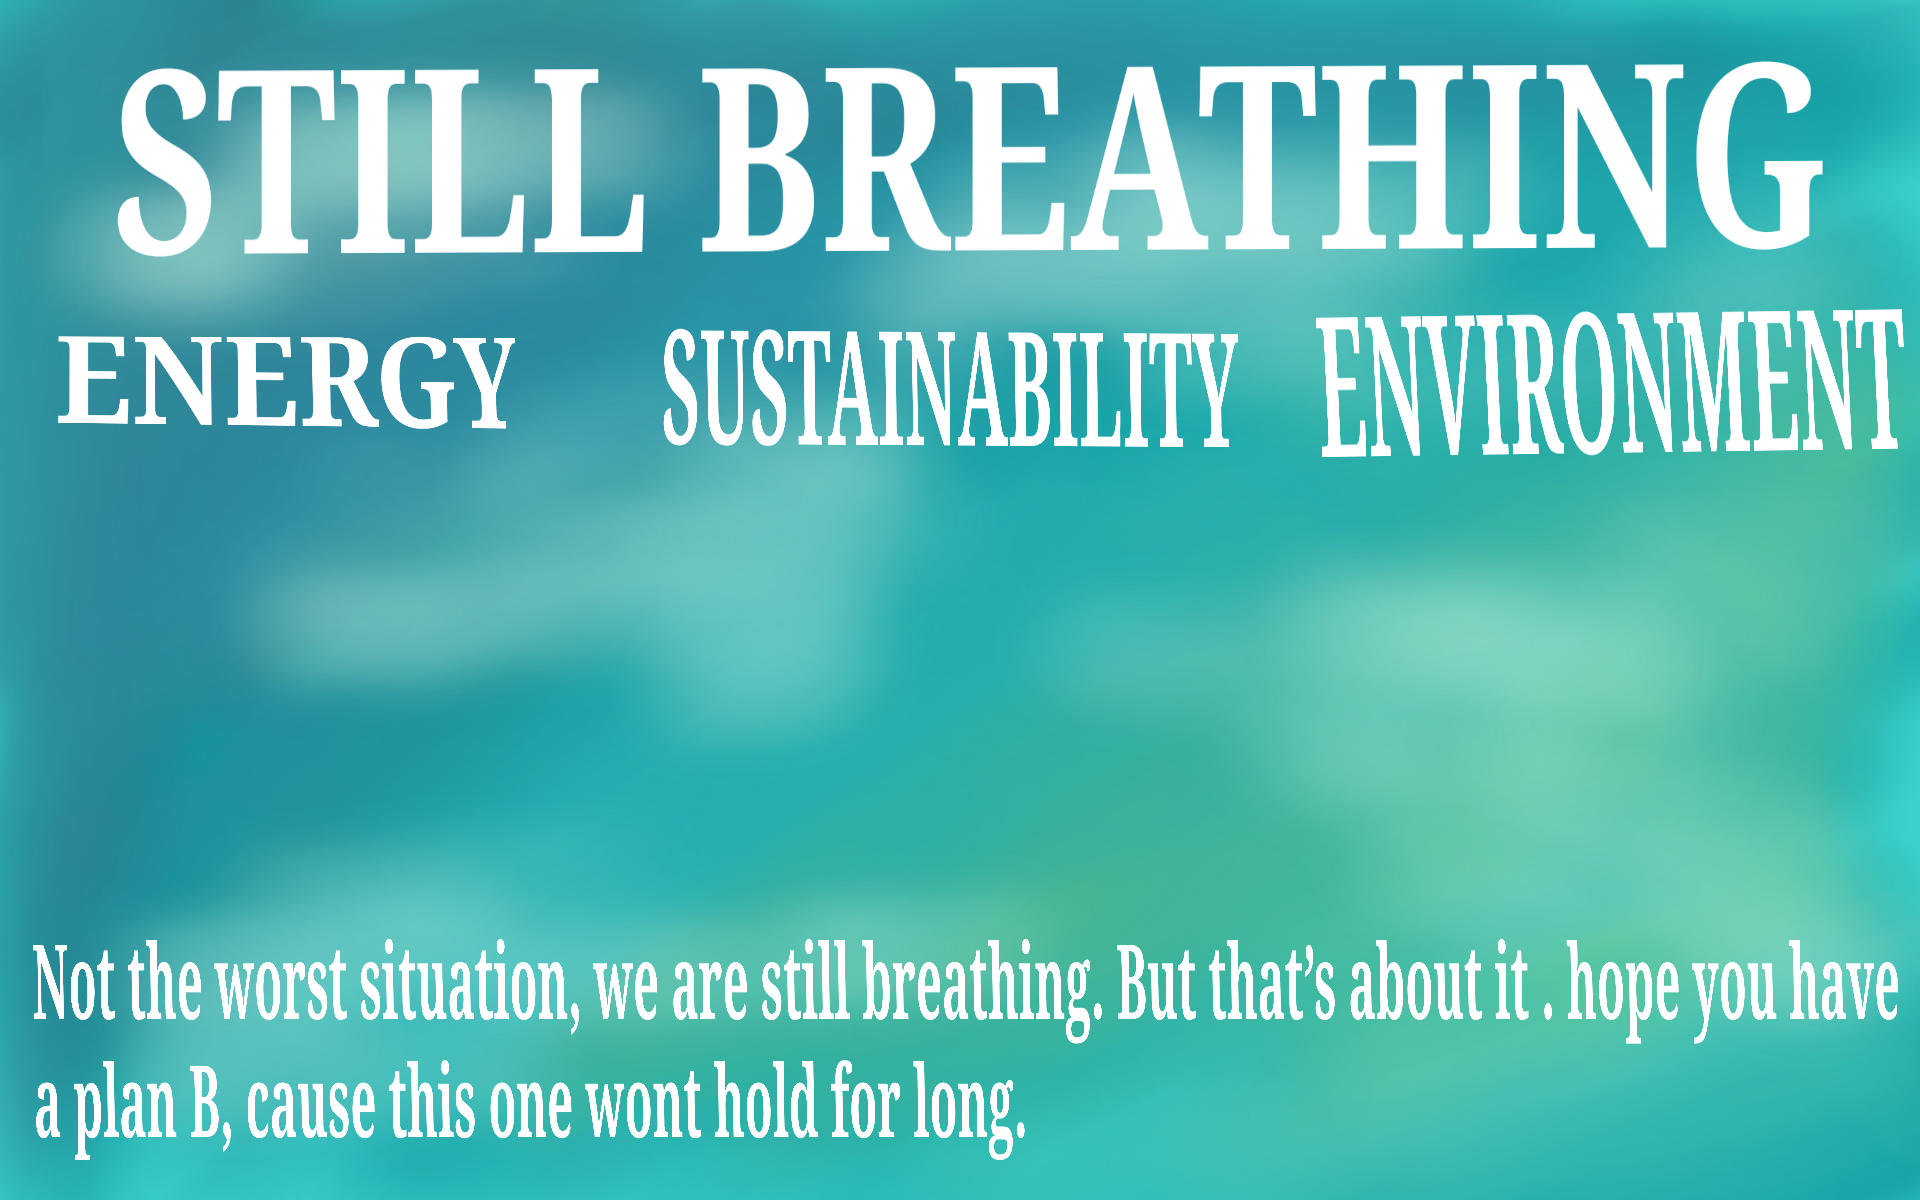 STILL BREATHING
ENERGY SUSTAINABILITY ENVIRONMENT
Not the worst situation, we are still breathing. But that’s about it . hope you have
a plan B, cause this one wont hold for long.